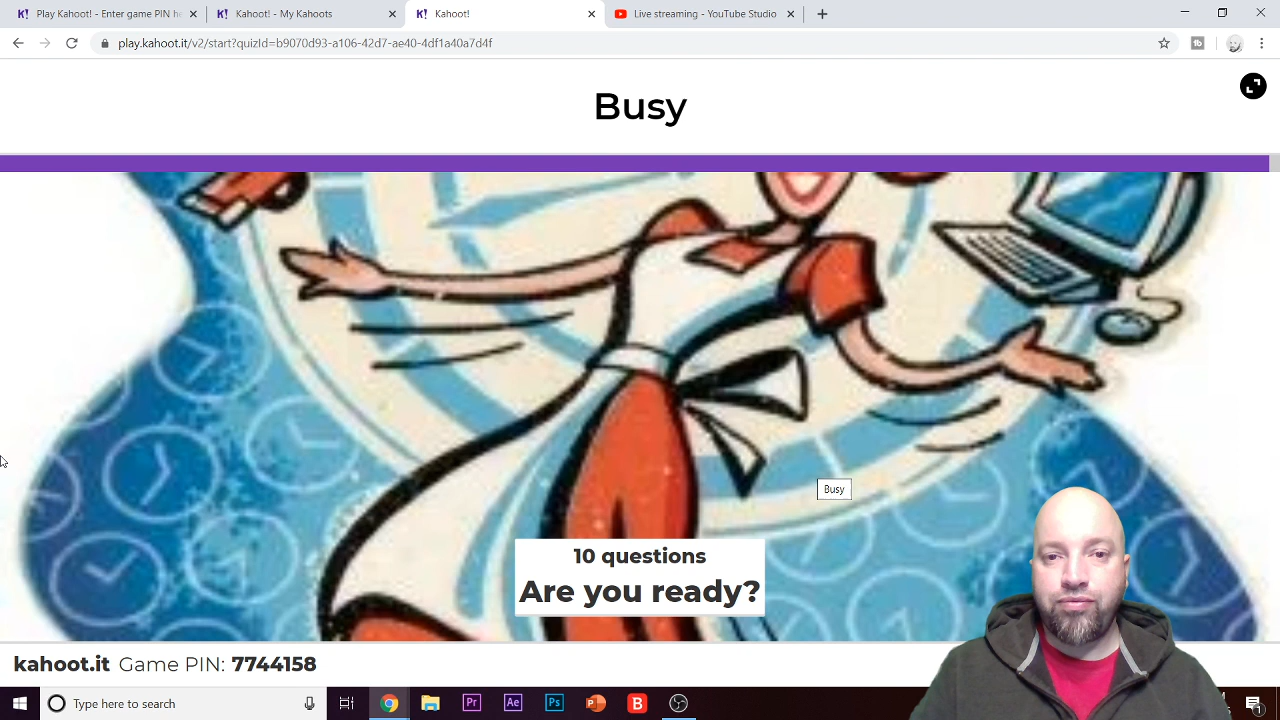 Play Kahoot! - Enter game PIN h
Kahoot! - My Kahoots
Kahoot!
Live streaming - YouTube Studio
play.kahoot.it/v2/start?quizId=b9070d93-a106-42d7-ae40-4df1a40a7d4f
Busy
Busy
10 questions
Are you ready?
kahoot.it Game PIN: 7744158
Type here to search